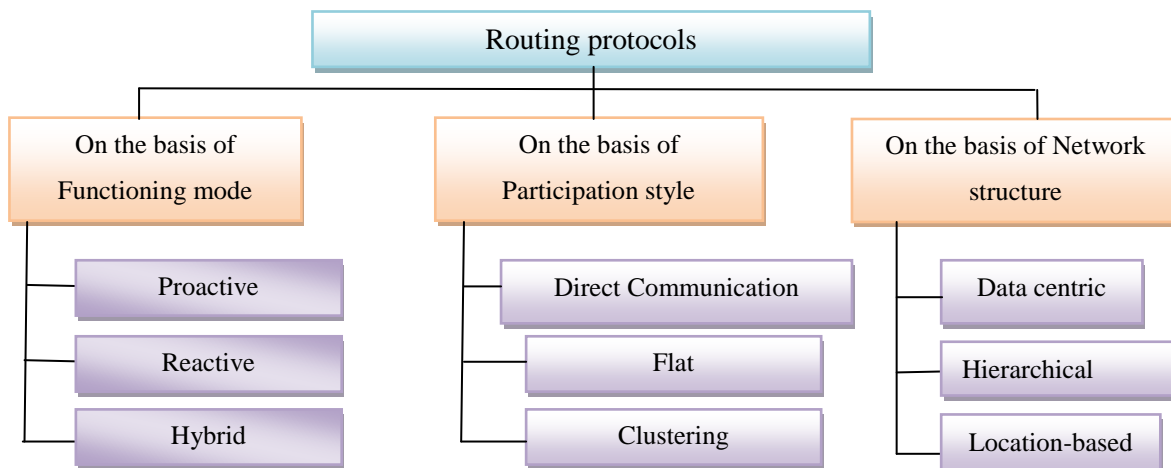 Routing protocols
On the basis of
Functioning mode
On the basis of
Participation style
On the basis of Network
structure
Proactive
Reactive
Hybrid
Direct Communication
Flat
Clustering
Data centric
Hierarchical
Location-based